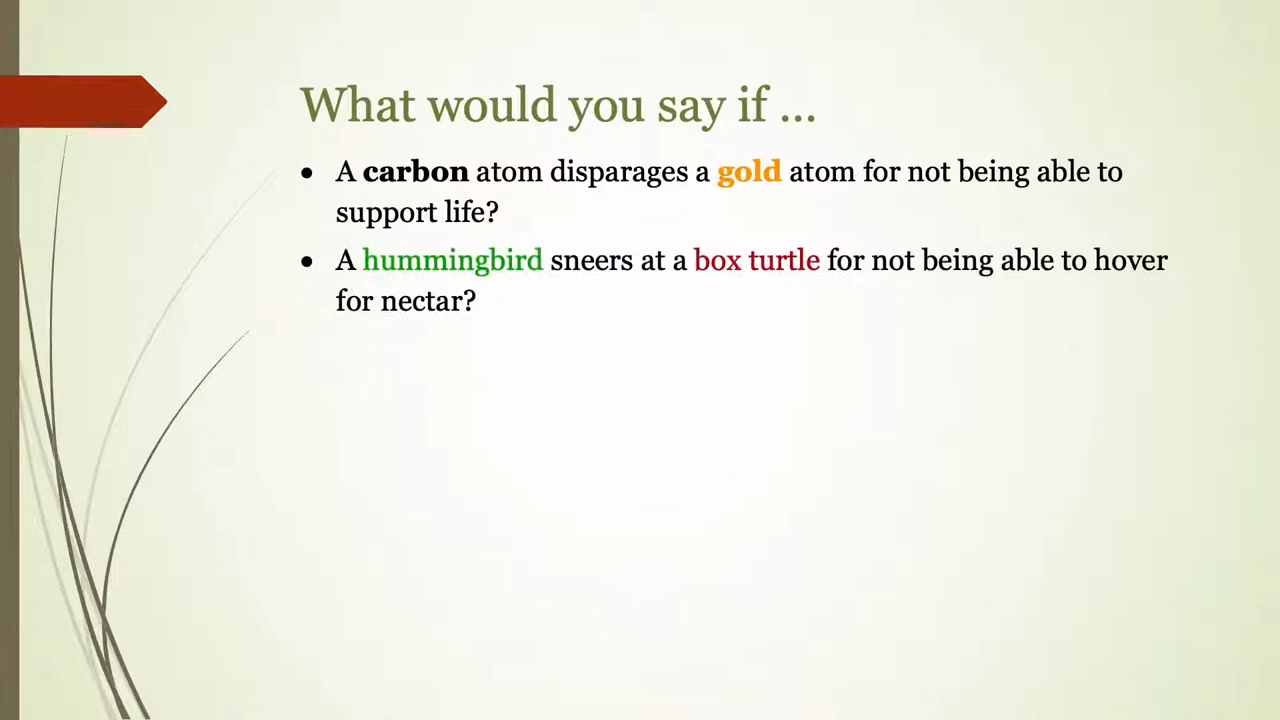 What would you say if ...
• A carbon atom disparages a gold atom for not being able to
support life?
• A hummingbird sneers at a box turtle for not being able to hover
for nectar?